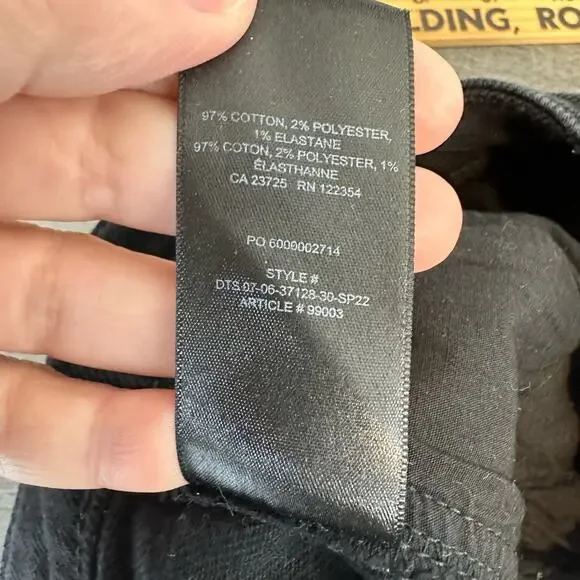 LDING, RO
97% COTTON, 2% POLYESTER,
1% ELASTANE
97% COTON, 2% POLYESTER, 1%
ÉLASTHANNE
CA 23725 RN 122354
PO 6000002714
STYLE #
DTS 07-06-37128-30-SP22
ARTICLE # 99003